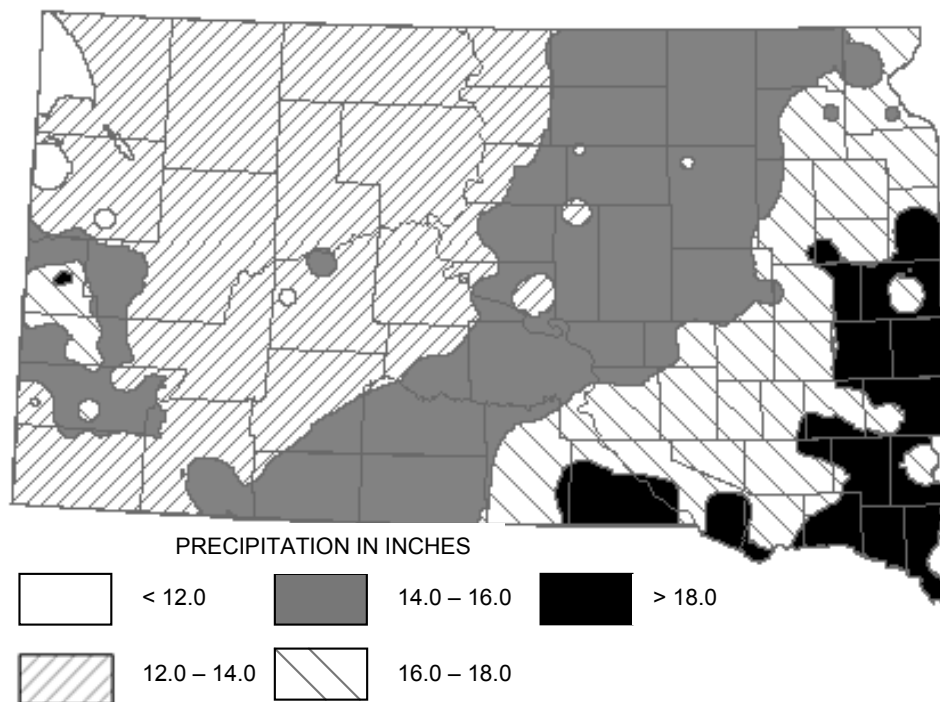 PRECIPITATION IN INCHES
< 12.0
14.0 – 16.0
> 18.0
12.0 – 14.0
16.0 – 18.0